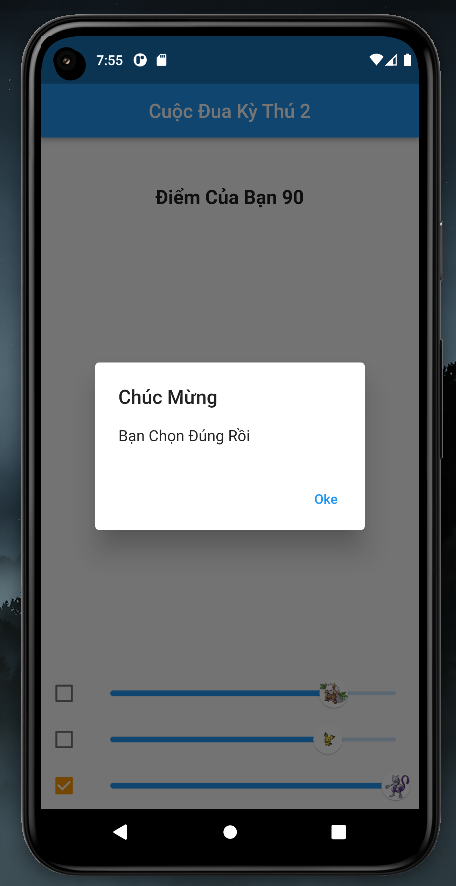 7:55
Cuộc Đua Kỳ Thú 2
Điểm Của Bạn 90
Chúc Mừng
Bạn Chọn Đúng Rồi
Oke